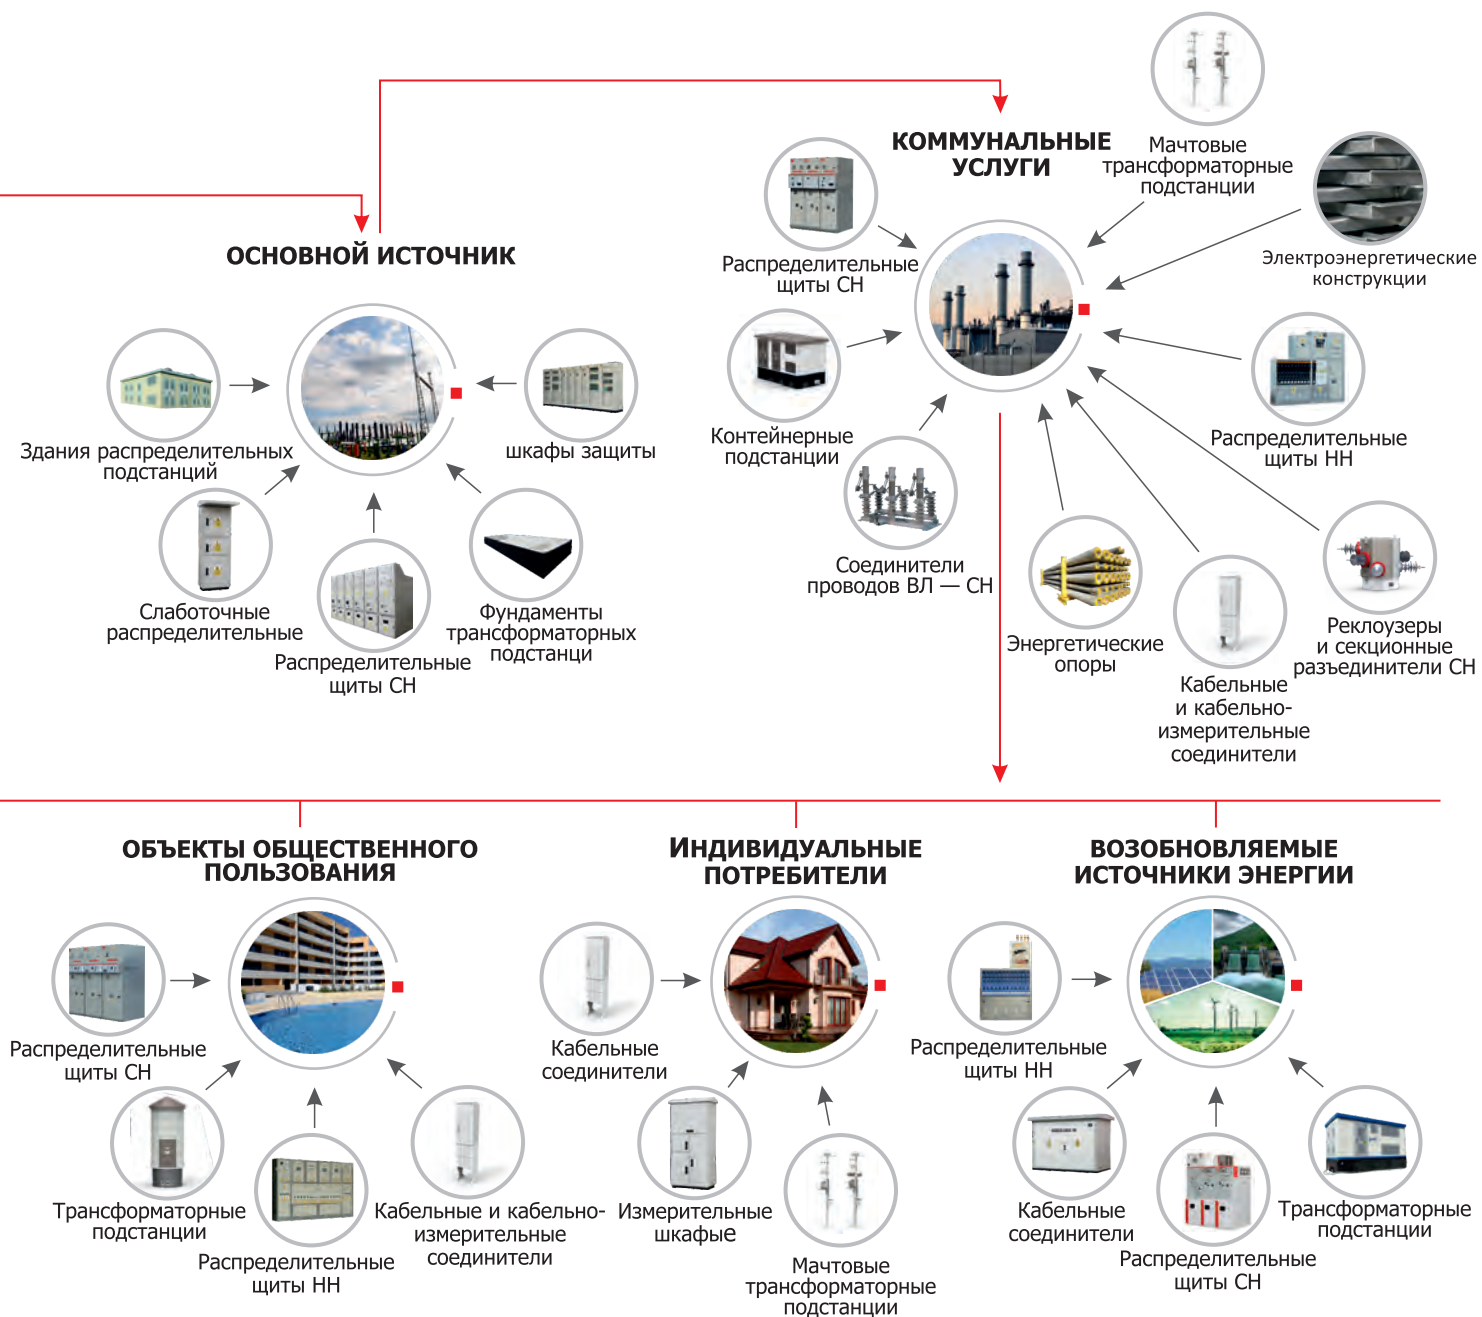 КОММУНАЛЬНЫЕ
УСЛУГИ
Мачтовые
трансформаторные
подстанции
Электроэнергетические
конструкции
Распределительные
щиты СН
Контейнерные
подстанции
Распределительные
щиты НН
Соединители
проводов ВЛ — СН
Энергетические
опоры
Кабельные
и кабельно-
измерительные
соединители
Реклоузеры
и секционные
разъединители СН
ОСНОВНОЙ ИСТОЧНИК
Здания распределительных
подстанций
шкафы защиты
Слаботочные
распределительные
Распределительные
щиты СН
Фундаменты
трансформаторных
подстанци
ОБЪЕКТЫ ОБЩЕСТВЕННОГО
ПОЛЬЗОВАНИЯ
Распределительные
щиты СН
Трансформаторные
подстанции
Распределительные
щиты НН
Кабельные и кабельно-
измерительные
соединители
ИНДИВИДУАЛЬНЫЕ
ПОТРЕБИТЕЛИ
Кабельные
соединители
Измерительные
шкафые
Мачтовые
трансформаторные
подстанции
ВОЗОБНОВЛЯЕМЫЕ
ИСТОЧНИКИ ЭНЕРГИИ
Распределительные
щиты НН
Кабельные
соединители
Распределительные
щиты СН
Трансформаторные
подстанции